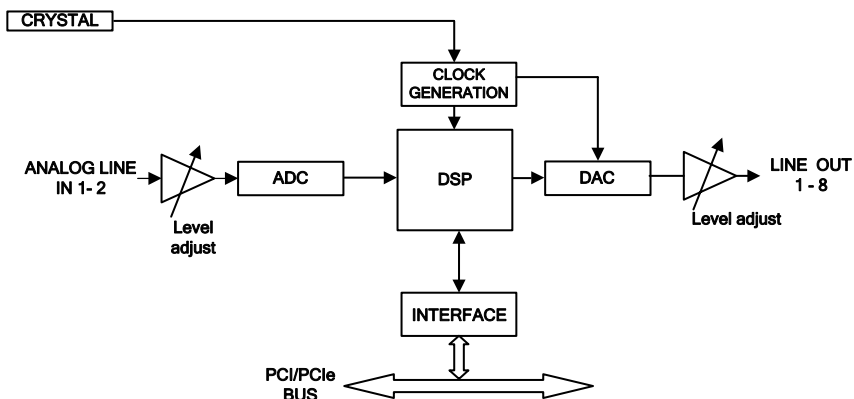 CRYSTAL
CLOCK
GENERATION
ANALOG LINE
IN 1- 2
ADC
DSP
DAC
LINE OUT
1 - 8
Level
adjust
Level adjust
INTERFACE
PCI/PCIe
BUS